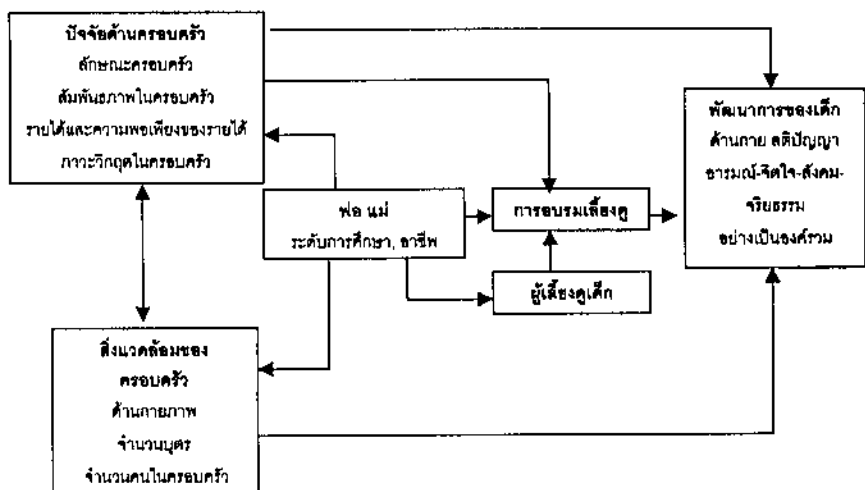 ปัจจัยด้านครอบครัว
ลักษณะครอบครัว
สัมพันธภาพในครอบครัว
รายได้และความพอเพียงของรายได้
ภาวะวิกฤตในครอบครัว
พ่อ แม่
ระดับการศึกษา, อาชีพ
การอบรมเลี้ยงดู
ผู้เลี้ยงดูเด็ก
พัฒนาการของเด็ก
ด้านกาย สติปัญญา
อารมณ์-จิตใจ-สังคม-
จริยธรรม
อย่างเป็นองค์รวม
สิ่งแวดล้อมของ
ครอบครัว
ด้านกายภาพ
จำนวนบุตร
จำนวนคนในครอบครัว